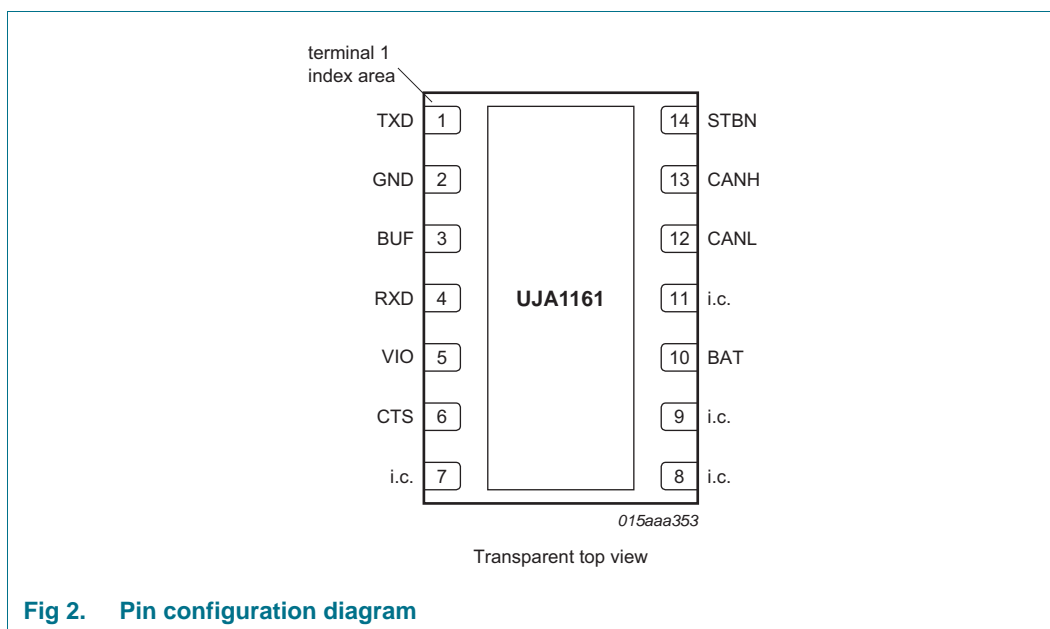 terminal 1
index area
TXD 1
14 STBN
GND 2
13 CANH
BUF 3
12 CANL
RXD 4
UJA1161
11 i.c.
VIO 5
10 BAT
CTS 6
9 i.c.
i.c. 7
8 i.c.
015aaa353
Transparent top view
Fig 2. Pin configuration diagram